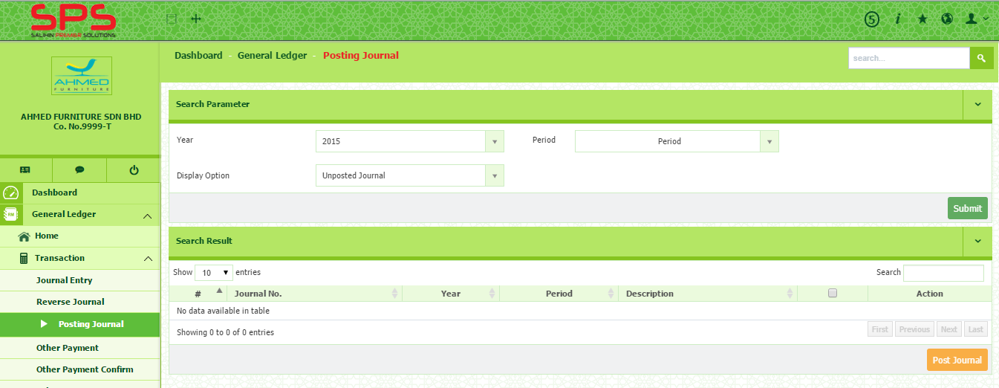 SPS
SALIHIN PREMIER SOLUTIONS
5 i
Dashboard - General Ledger - Posting Journal
search...
AHMED
FURNITURE
AHMED FURNITURE SDN BHD
Co. No.9999-T
Dashboard
RM General Ledger
Home
Transaction
Journal Entry
Reverse Journal
Posting Journal
Other Payment
Other Payment Confirm
Search Parameter
Year 2015 Period Period
Display Option Unposted Journal
Submit
Search Result
Show 10 entries Search
# Journal No. Year Period Description Action
No data available in table
Showing 0 to 0 of 0 entries First Previous Next Last
Post Journal